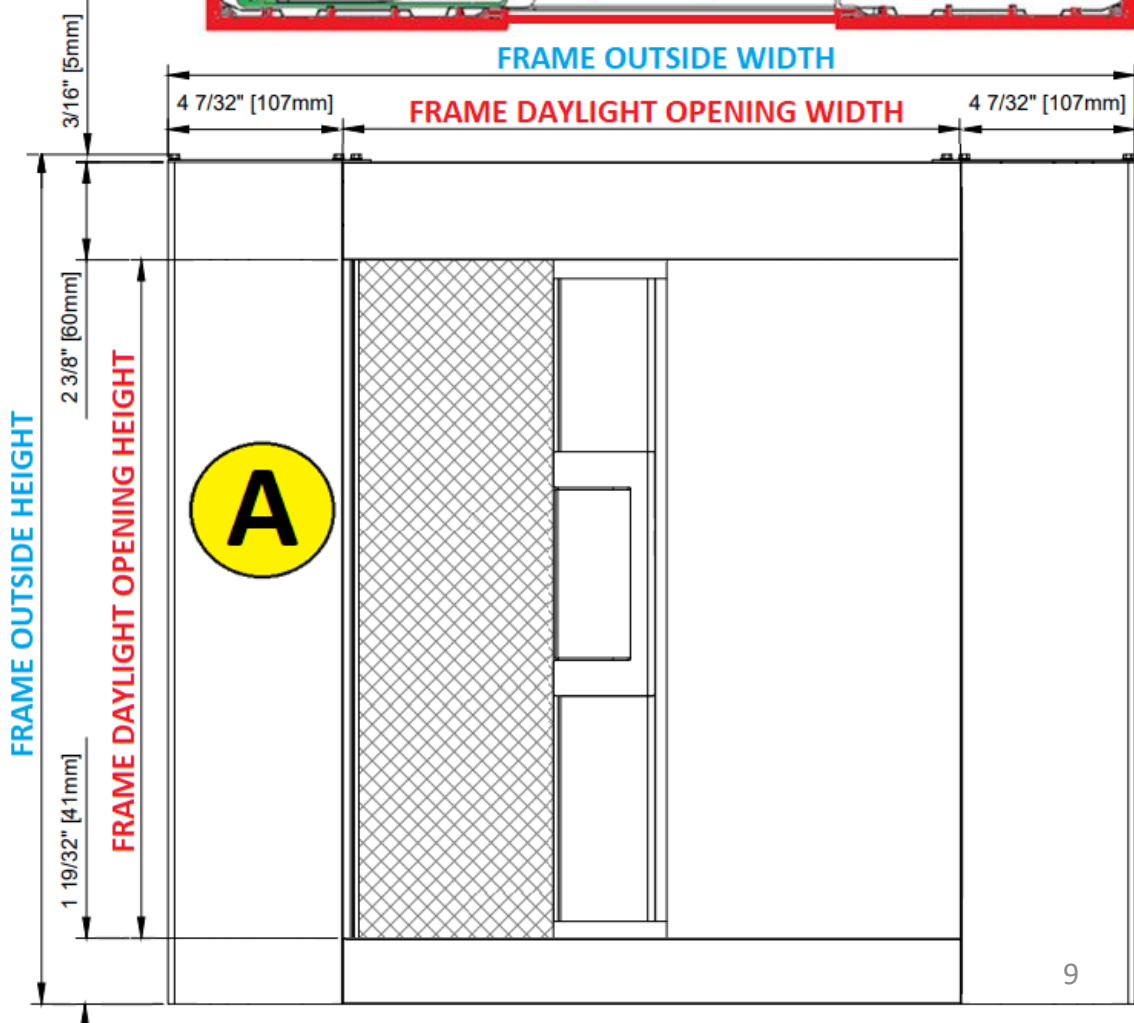 FRAME OUTSIDE WIDTH
3/16" [5mm]
4 7/32" [107mm]
FRAME DAYLIGHT OPENING WIDTH
4 7/32" [107mm]
2 3/8" [60mm]
FRAME DAYLIGHT OPENING HEIGHT
FRAME OUTSIDE HEIGHT
A
1 19/32" [41mm]
9